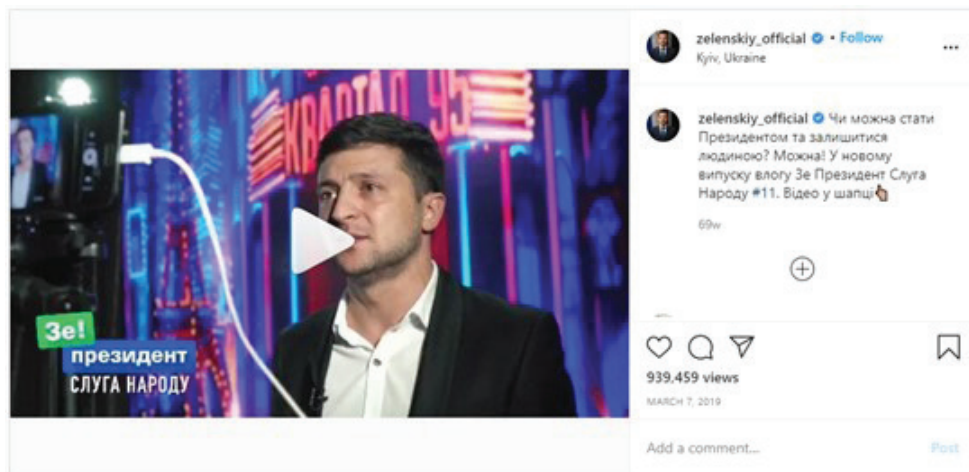 КВАРТАЛ 95
Зе!
президент
СЛУГА НАРОДУ
zelenskiy_official • Follow
Kyiv, Ukraine
zelenskiy_official Чи можна стати
Президентом та залишитися
людиною? Можна! У новому
випуску влогу Зе Президент Слуга
Народу #11. Відео у шапці
69w
939,459 views
MARCH 7, 2019
Add a comment...
Post